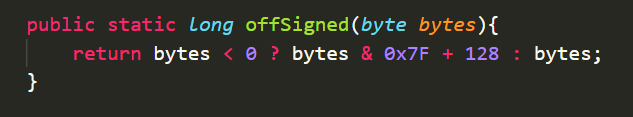 public static long offSigned(byte bytes){
    return bytes < 0 ? bytes & 0x7F + 128 : bytes;
}